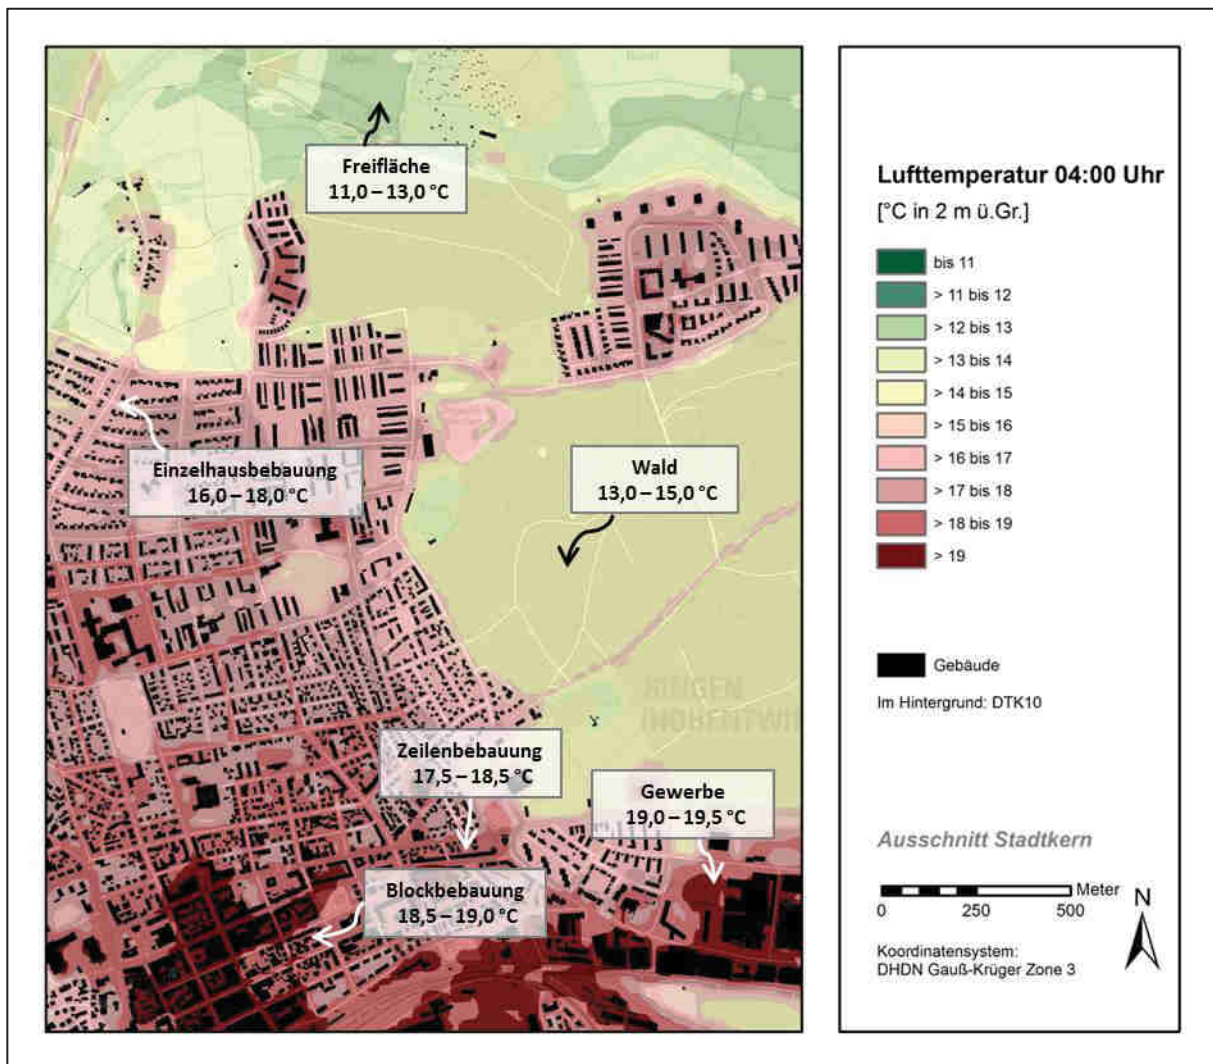 Freifläche
11,0 – 13,0 °C
Einzelhausbebauung
16,0 – 18,0 °C
Wald
13,0 – 15,0 °C
Zeilenbebauung
17,5 – 18,5 °C
Gewerbe
19,0 – 19,5 °C
Blockbebauung
18,5 – 19,0 °C
Lufttemperatur 04:00 Uhr
[°C in 2 m ü.Gr.]
bis 11
> 11 bis 12
> 12 bis 13
> 13 bis 14
> 14 bis 15
> 15 bis 16
> 16 bis 17
> 17 bis 18
> 18 bis 19
> 19
Gebäude
Im Hintergrund: DTK10
Ausschnitt Stadtkern
Meter
0 250 500
N
Koordinatensystem:
DHDN Gauß-Krüger Zone 3